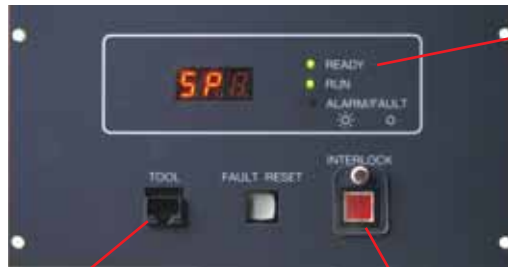 SP
READY
RUN
ALARM/FAULT
TOOL
FAULT RESET
INTERLOCK